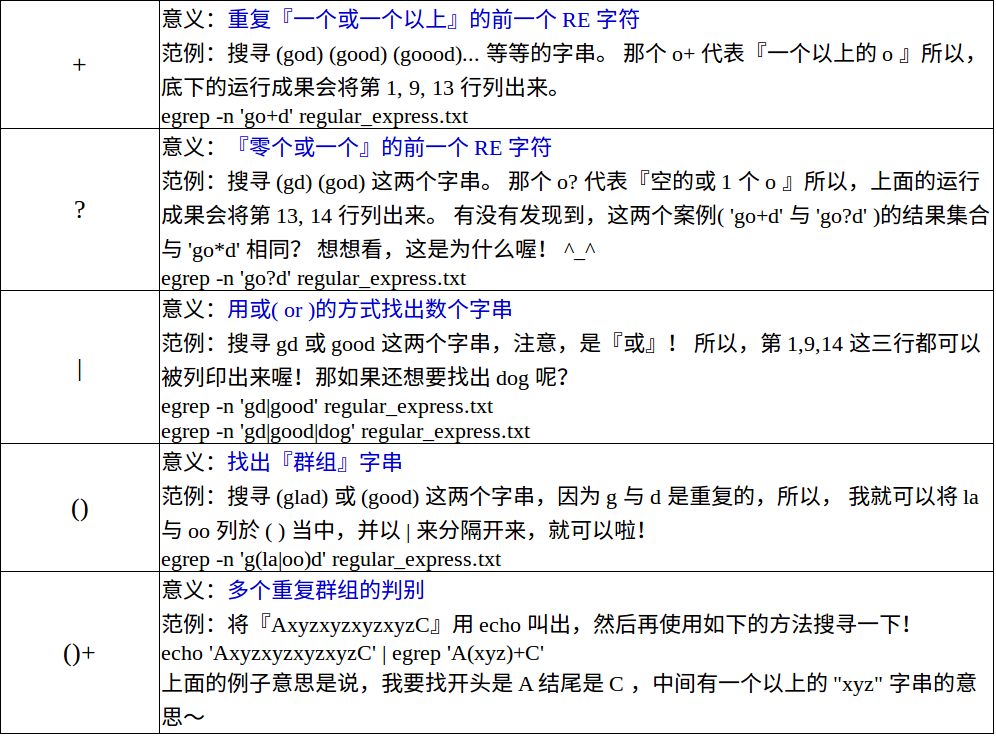 +
意义：重复『一个或一个以上』的前一个 RE 字符
范例：搜寻 (god) (good) (goood)... 等等的字串。 那个 o+ 代表『一个以上的 o 』所以，
底下的运行成果会将第 1, 9, 13 行列出来。
egrep -n 'go+d' regular_express.txt
?
意义：『零个或一个』的前一个 RE 字符
范例：搜寻 (gd) (god) 这两个字串。 那个 o? 代表『空的或 1 个 o 』所以，上面的运行
成果会将第 13, 14 行列出来。 有没有发现到，这两个案例( 'go+d' 与 'go?d' )的结果集合
与 'go*d' 相同？ 想想看，这是为什么喔！ ^_^
egrep -n 'go?d' regular_express.txt
|
意义：用或( or )的方式找出数个字串
范例：搜寻 gd 或 good 这两个字串，注意，是『或』！ 所以，第 1,9,14 这三行都可以
被列印出来喔！那如果还想要找出 dog 呢？
egrep -n 'gd|good' regular_express.txt
egrep -n 'gd|good|dog' regular_express.txt
()
意义：找出『群组』字串
范例：搜寻 (glad) 或 (good) 这两个字串，因为 g 与 d 是重复的，所以， 我就可以将 la
与 oo 列於 ( ) 当中，并以 | 来分隔开来，就可以啦！
egrep -n 'g(la|oo)d' regular_express.txt
()+
意义：多个重复群组的判别
范例：将『AxyzxyzxyzxyzC』用 echo 叫出，然后再使用如下的方法搜寻一下！
echo 'AxyzxyzxyzxyzC' | egrep 'A(xyz)+C'
上面的例子意思是说，我要找开头是 A 结尾是 C ，中间有一个以上的 "xyz" 字串的意
思～